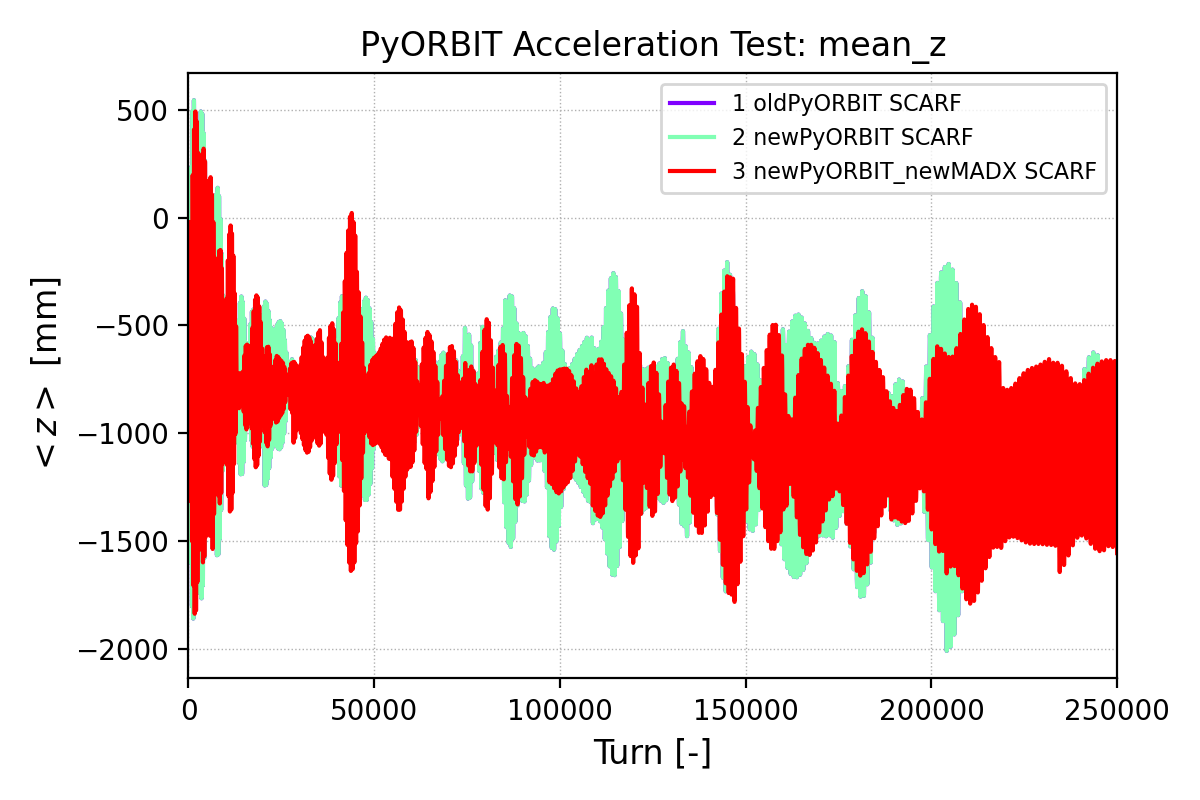 PyORBIT Acceleration Test: mean_z
1 oldPyORBIT SCARF
2 newPyORBIT SCARF
3 newPyORBIT_newMADX SCARF
500
0
−500
−1000
−1500
−2000
<z> [mm]
0 50000 100000 150000 200000 250000
Turn [-]